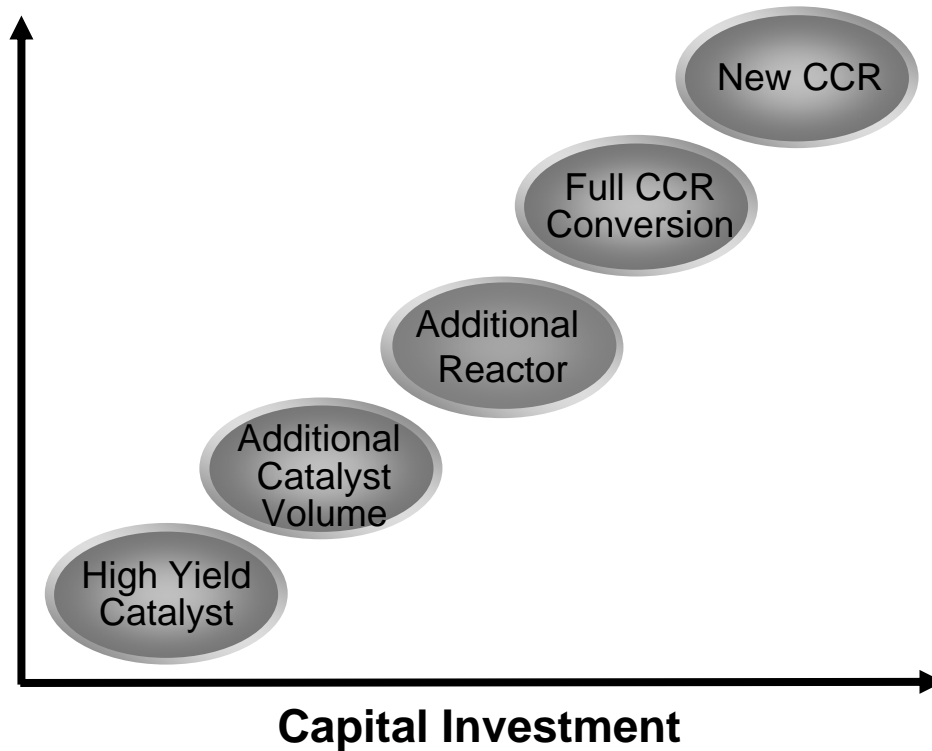 New CCR
Full CCR
Conversion
Additional
Reactor
Additional
Catalyst
Volume
High Yield
Catalyst
Capital Investment